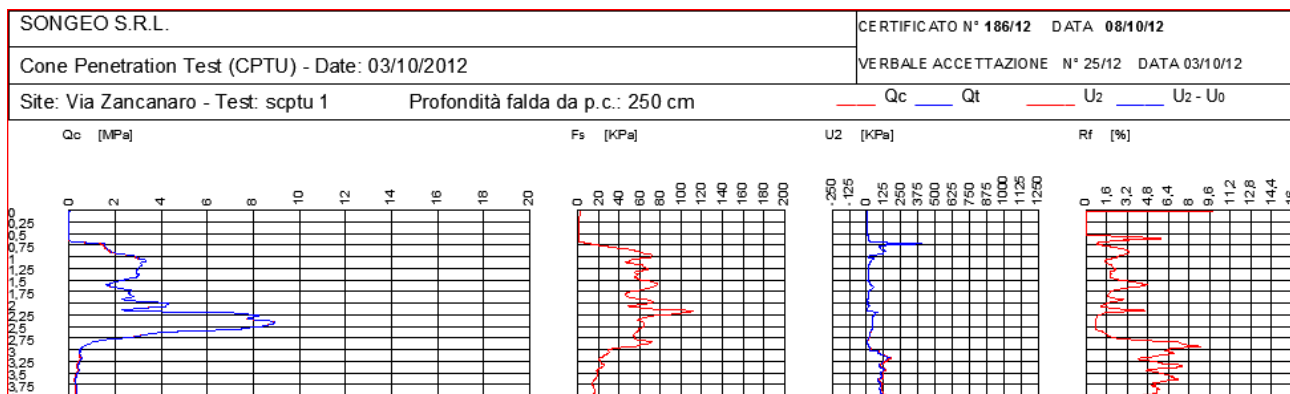 SONGEO S.R.L.
CERTIFICATO N° 186/12 DATA 08/10/12
Cone Penetration Test (CPTU) - Date: 03/10/2012
VERBALE ACCETTAZIONE N° 25/12 DATA 03/10/12
Site: Via Zancanaro - Test: scptu 1 Profondità falda da p.c.: 250 cm
Qc Qt U2 U2 - U0
Qc [MPa] Fs [KPa] U2 [KPa] Rf [%]
0 2 4 6 8 10 12 14 16 18 20
0 20 40 60 80 100 120 140 160 180 200
-250 -125 0 125 250 375 500 625 750 875 1000 1125 1250
0 1,6 3,2 4,8 6,4 8 9,6 11,2 12,8 14,4
0
0,25
0,5
0,75
1
1,25
1,5
1,75
2
2,25
2,5
2,75
3
3,25
3,5
3,75